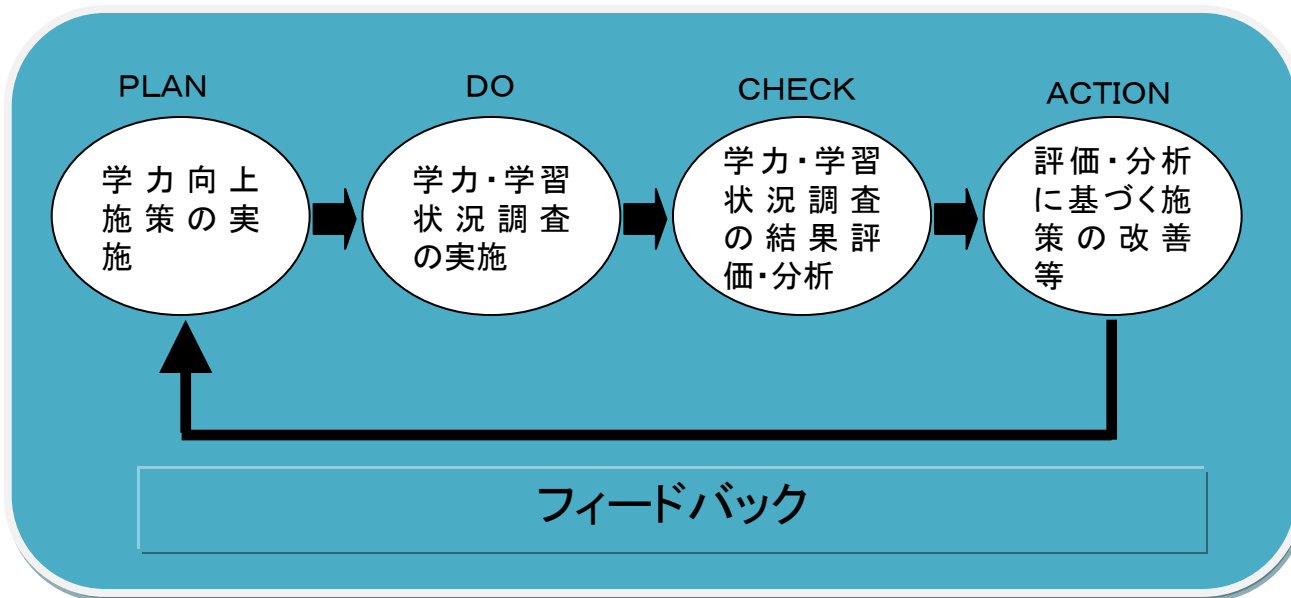 PLAN
学力向上
施策の実
施
DO
学力・学習
状況調査
の実施
CHECK
学力・学習
状況調査
の結果評
価・分析
ACTION
評価・分析
に基づく施
策の改善
等
フィードバック